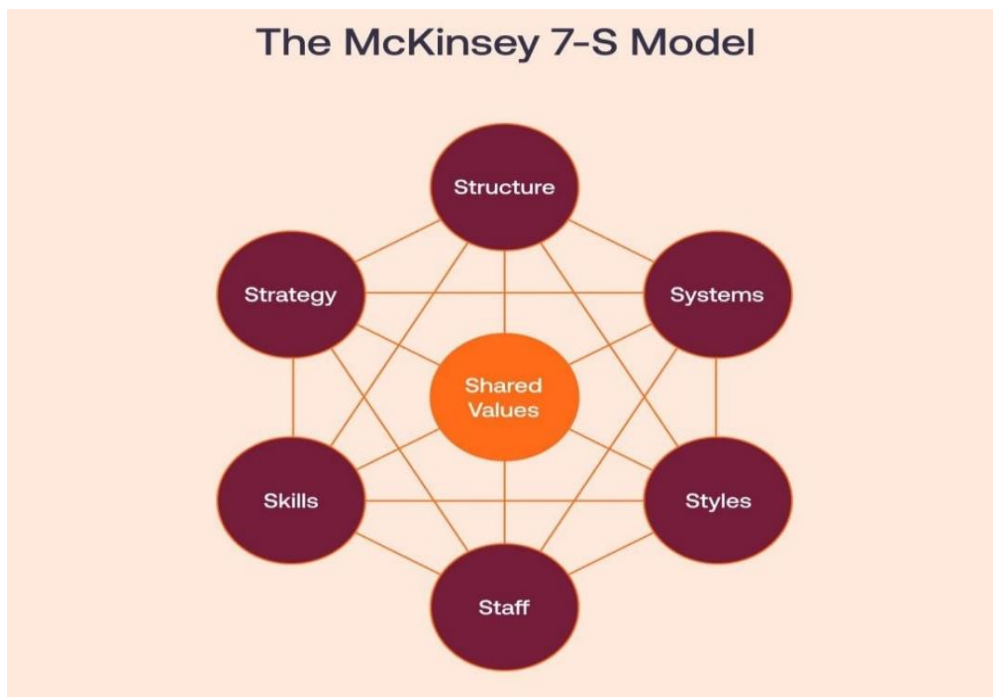 The McKinsey 7-S Model
Structure
Strategy
Systems
Shared
Values
Skills
Styles
Staff